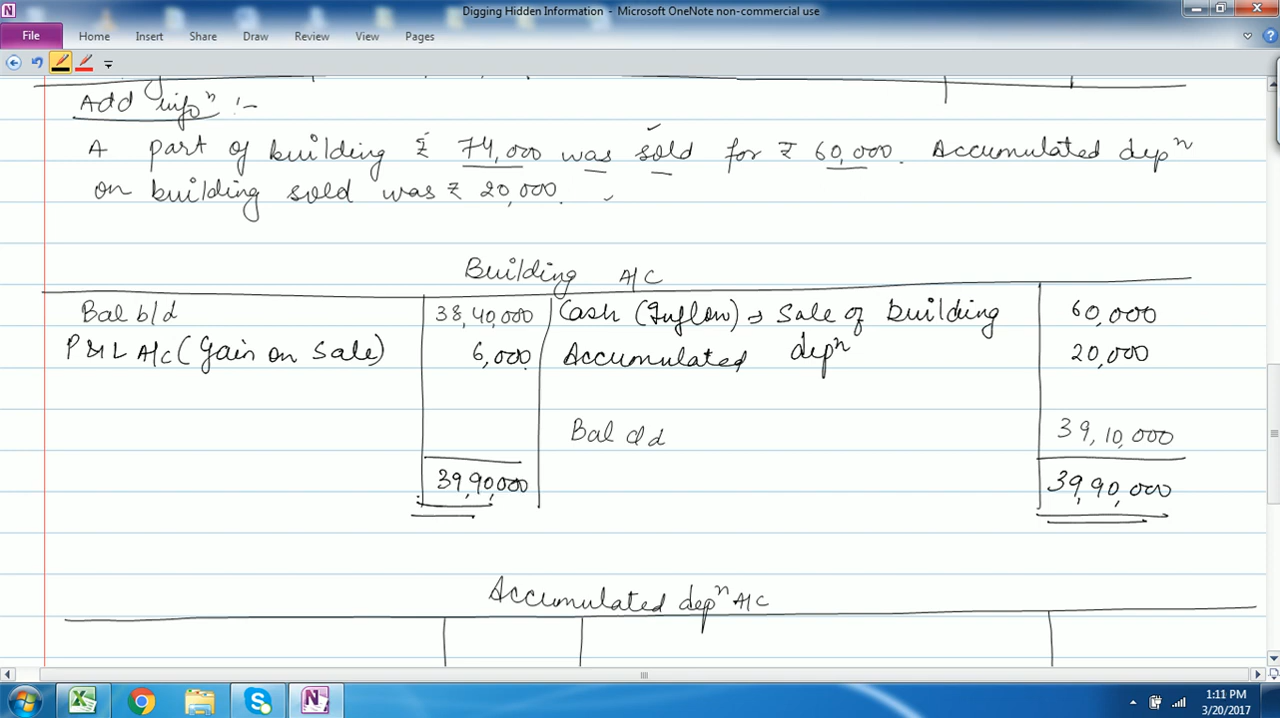 Digging Hidden Information - Microsoft OneNote non-commercial use
File Home Insert Share Draw Review View Pages
Add infoⁿ :-
A part of building ₹ 74,000 was sold for ₹ 60,000. Accumulated depⁿ
on building sold was ₹ 20,000.
Building A/C
Bal b/d 38,40,000 Cash (Inflow) → Sale of building 60,000
P&L A/C (Gain on Sale) 6,000 Accumulated depⁿ 20,000
Bal c/d 39,10,000
39,90,000 39,90,000
Accumulated depⁿ A/C
1:11 PM
3/20/2017